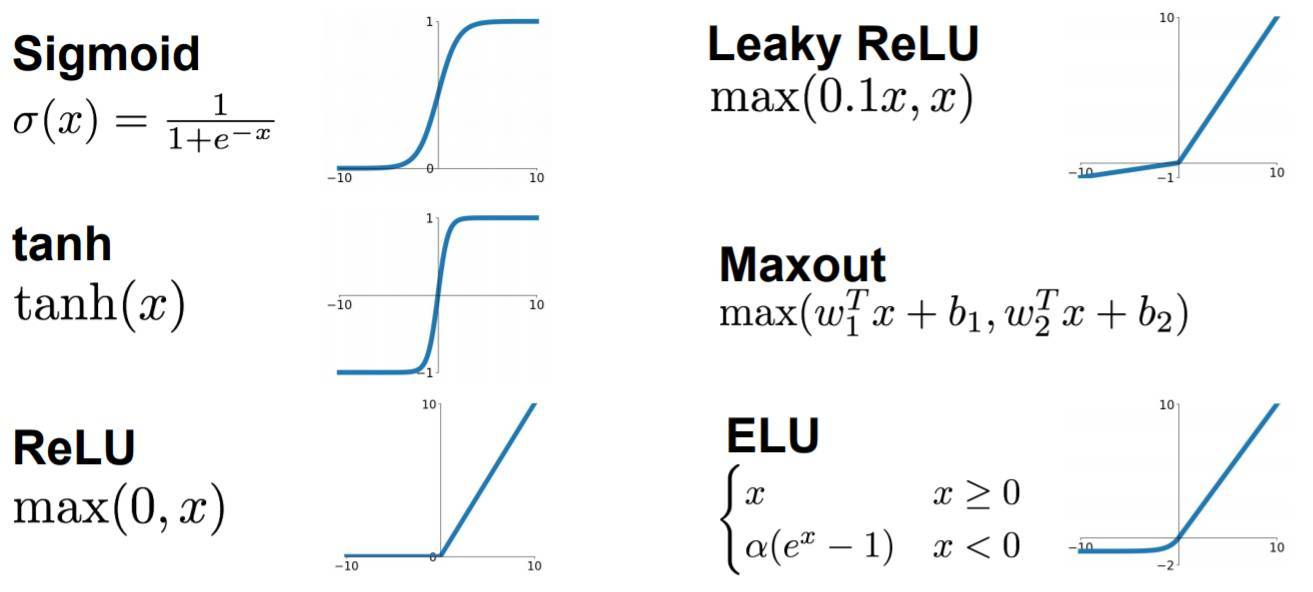 Sigmoid
σ(x) = 1/(1+e^{−x})
1
0
−10
10
tanh
tanh(x)
1
−10
10
−1
ReLU
max(0, x)
10
0
−10
10
Leaky ReLU
max(0.1x, x)
10
−10
−1
10
Maxout
max(w₁ᵀx + b₁, w₂ᵀx + b₂)
ELU
x x ≥ 0
α(eˣ − 1) x < 0
10
−10
−2
10